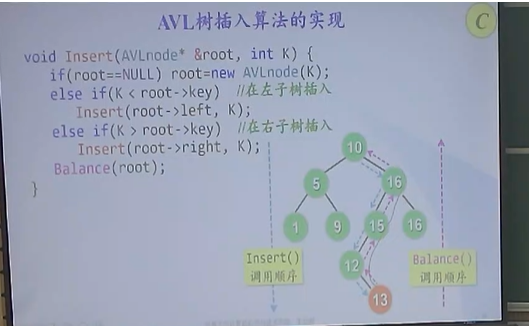 AVL树插入算法的实现
C
void Insert(AVLnode* &root, int K) {
if(root==NULL) root=new AVLnode(K);
else if(K < root->key) //在左子树插入
Insert(root->left, K);
else if(K > root->key) //在右子树插入
Insert(root->right, K);
Balance(root);
}
10
5
16
1
9
15
16
12
13
Insert()
调用顺序
Balance()
调用顺序